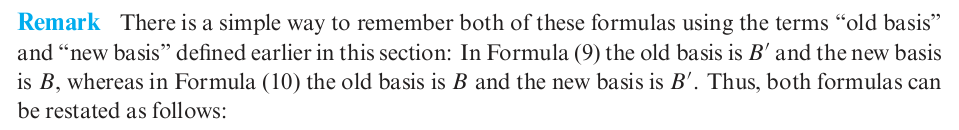 Remark There is a simple way to remember both of these formulas using the terms “old basis”
and “new basis” defined earlier in this section: In Formula (9) the old basis is B′ and the new basis
is B, whereas in Formula (10) the old basis is B and the new basis is B′. Thus, both formulas can
be restated as follows: